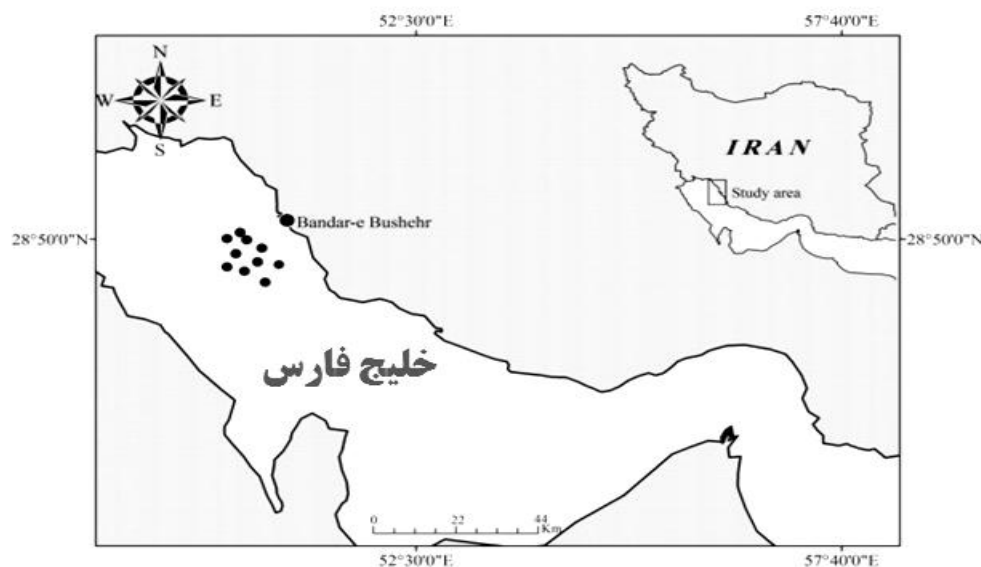 52°30'0"E 57°40'0"E
N
W E
S
IRAN
Study area
Bandar-e Bushehr
28°50'0"N 28°50'0"N
خلیج فارس
0 22 44
Km
52°30'0"E 57°40'0"E